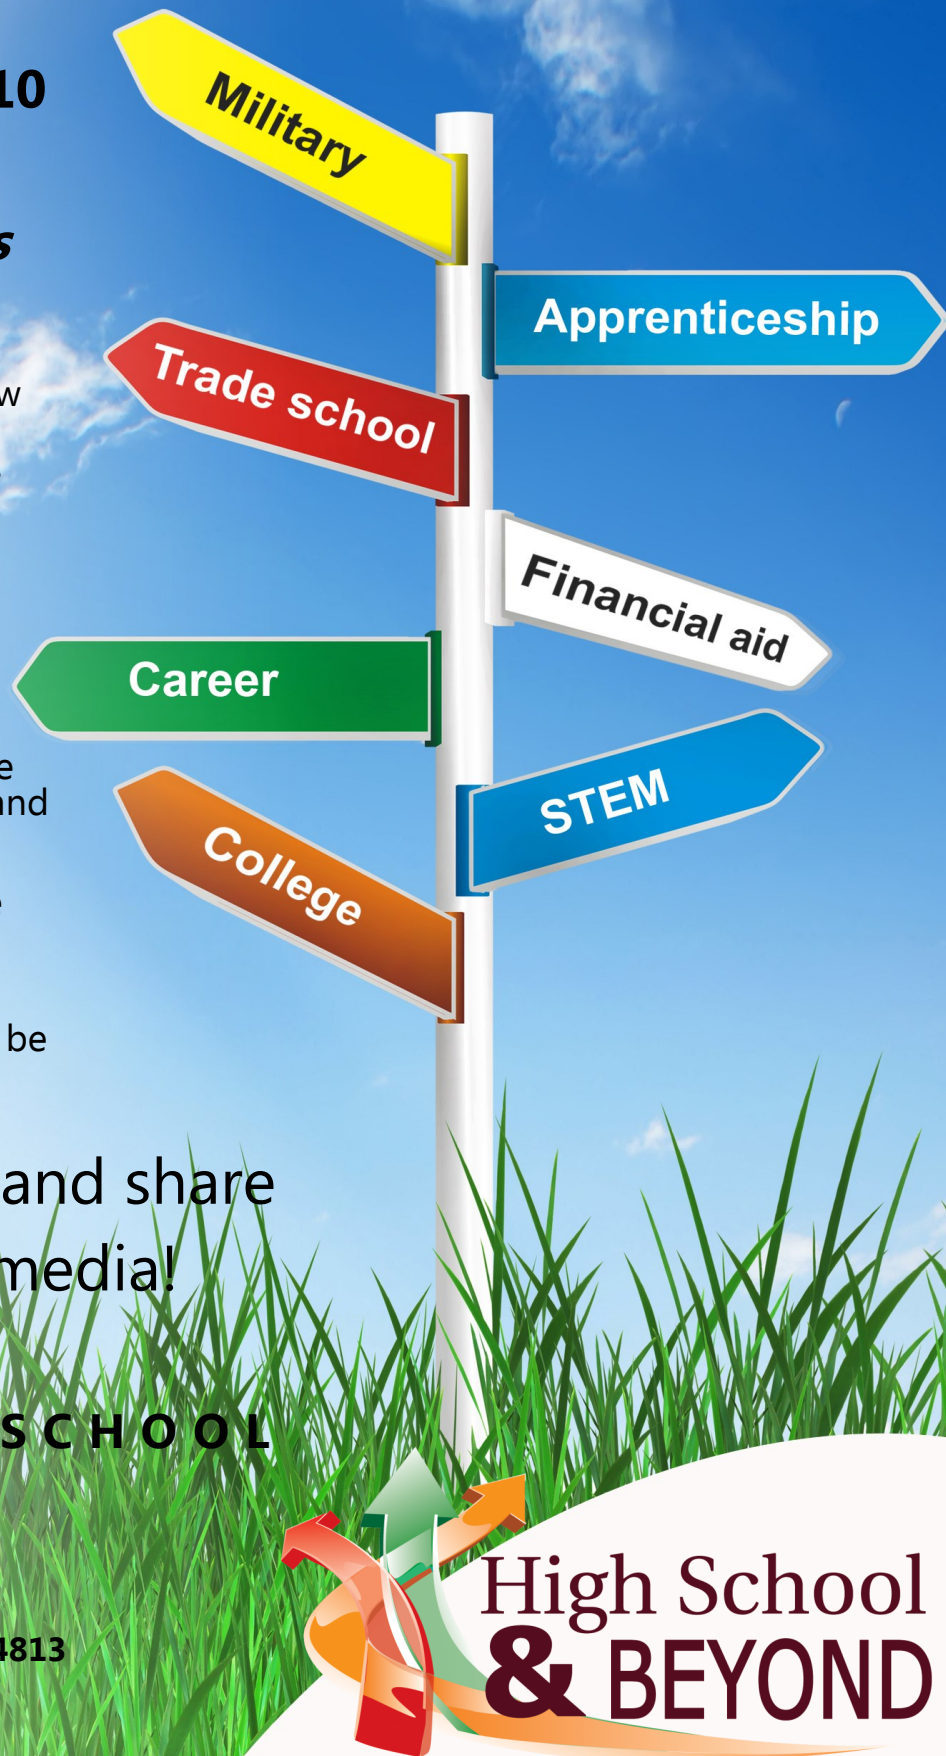 10
Military
s
Apprenticeship
Trade school
w
Financial aid
Career
e
and
STEM
College
e
be
and share
media!
SCHOOL
4813
High School
& BEYOND